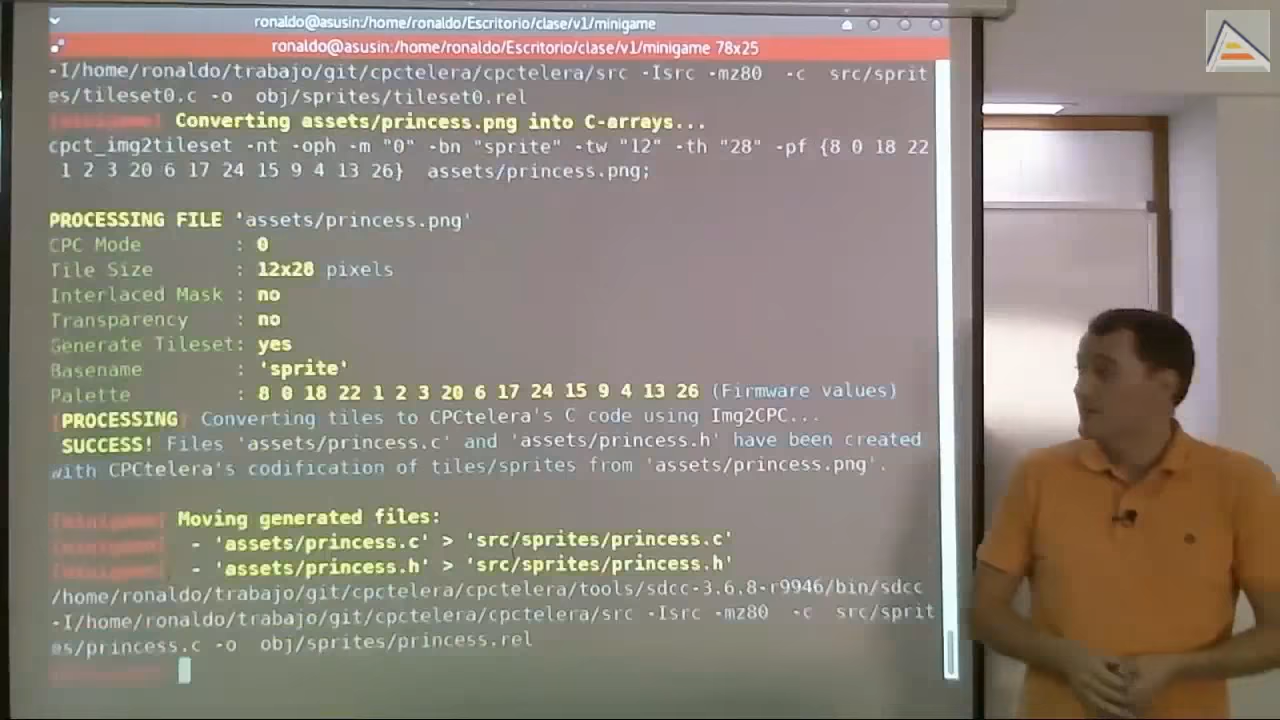 ronaldo@asusin:/home/ronaldo/Escritorio/clase/v1/minigame
ronaldo@asusin:/home/ronaldo/Escritorio/clase/v1/minigame 78x25
-I/home/ronaldo/trabajo/git/cpctelera/cpctelera/src -Isrc -mz80  -c  src/sprit
es/tileset0.c -o  obj/sprites/tileset0.rel
[minigame] Converting assets/princess.png into C-arrays...
cpct_img2tileset -nt -oph -m "0" -bn "sprite" -tw "12" -th "28" -pf {8 0 18 22
1 2 3 20 6 17 24 15 9 4 13 26}  assets/princess.png;
PROCESSING FILE 'assets/princess.png'
CPC Mode : 0
Tile Size : 12x28 pixels
Interlaced Mask : no
Transparency : no
Generate Tileset: yes
Basename : 'sprite'
Palette : 8 0 18 22 1 2 3 20 6 17 24 15 9 4 13 26 (Firmware values)
[PROCESSING] Converting tiles to CPCtelera's C code using Img2CPC...
SUCCESS! Files 'assets/princess.c' and 'assets/princess.h' have been created
with CPCtelera's codification of tiles/sprites from 'assets/princess.png'.
[minigame] Moving generated files:
[minigame] - 'assets/princess.c' > 'src/sprites/princess.c'
[minigame] - 'assets/princess.h' > 'src/sprites/princess.h'
/home/ronaldo/trabajo/git/cpctelera/cpctelera/tools/sdcc-3.6.8-r9946/bin/sdcc
-I/home/ronaldo/trabajo/git/cpctelera/cpctelera/src -Isrc -mz80  -c  src/sprit
es/princess.c -o  obj/sprites/princess.rel